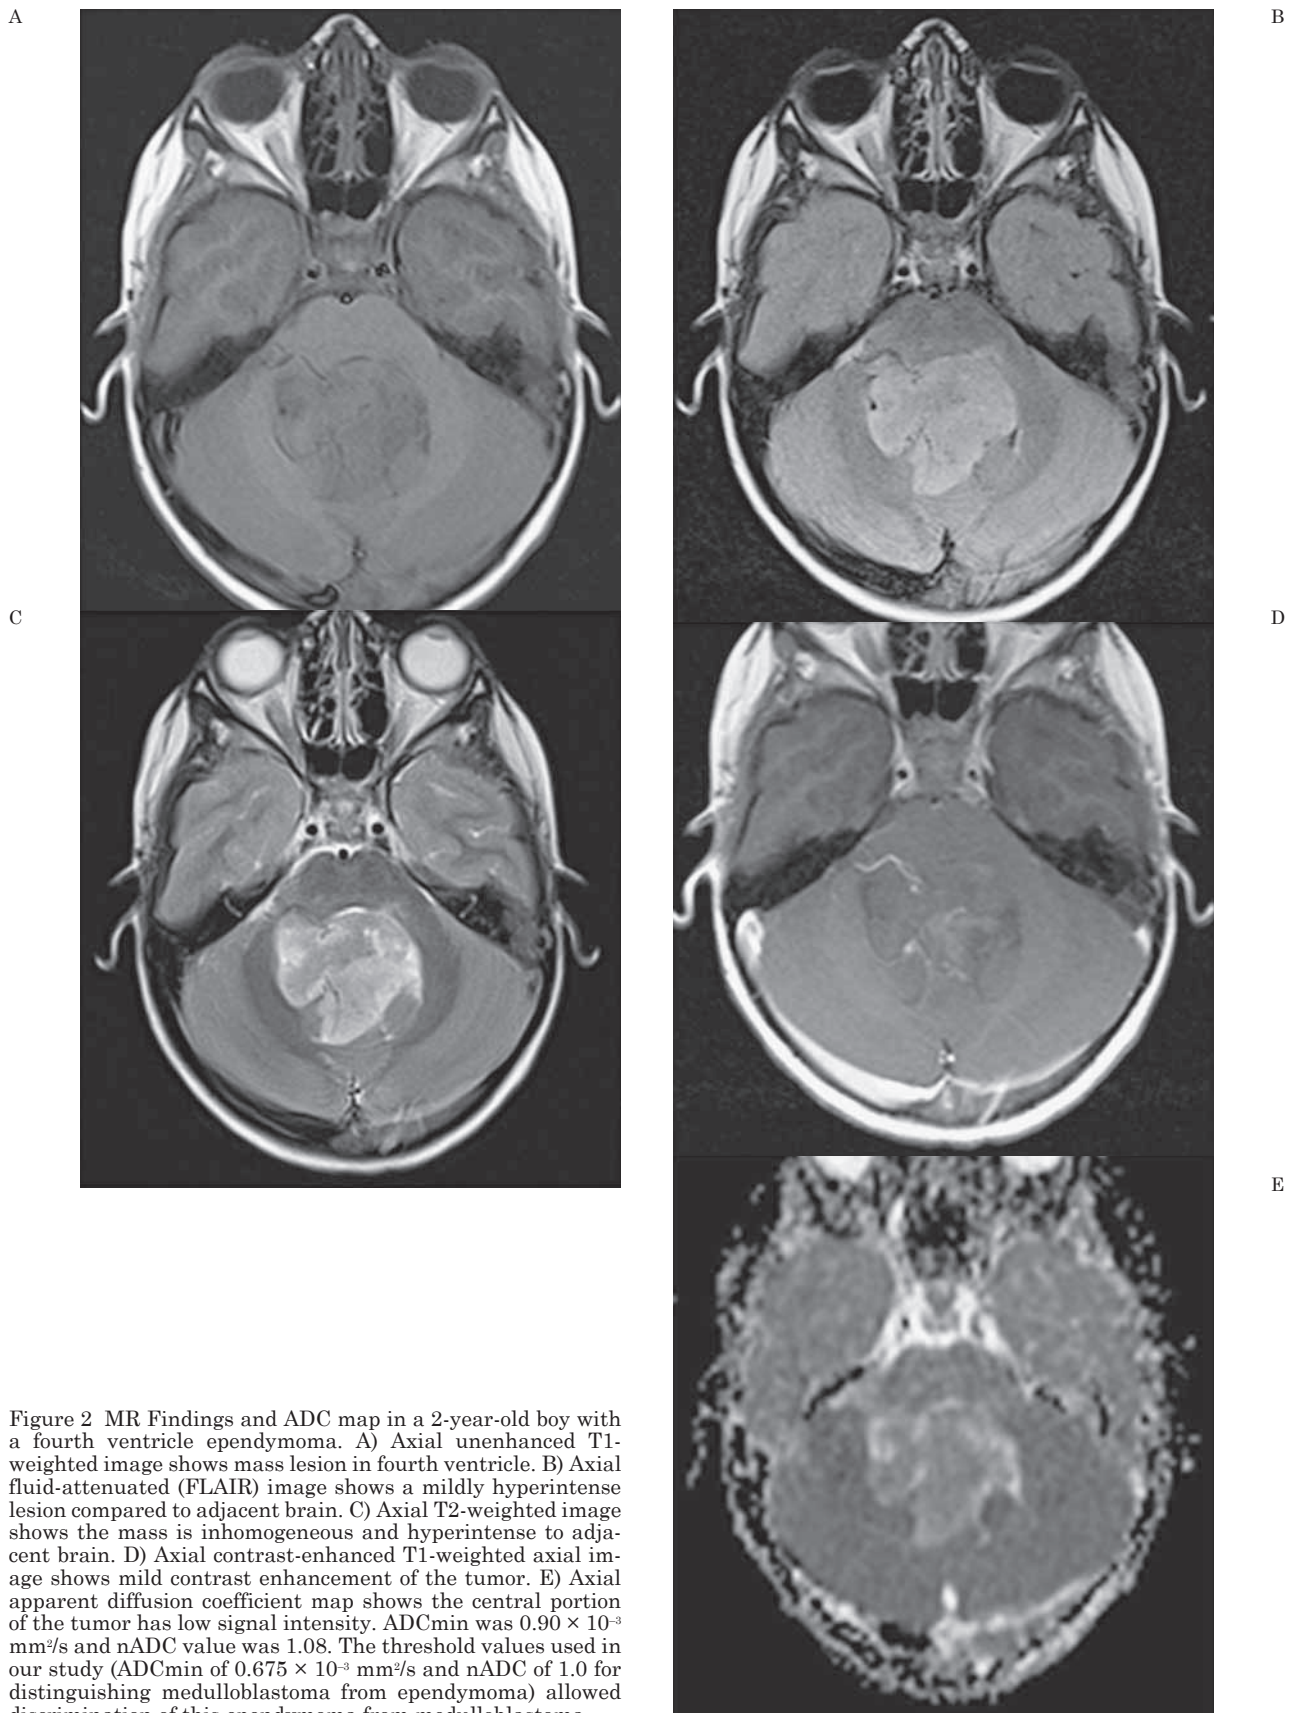 A
B
C
D
E
Figure 2 MR Findings and ADC map in a 2-year-old boy with
a fourth ventricle ependymoma. A) Axial unenhanced T1-
weighted image shows mass lesion in fourth ventricle. B) Axial
fluid-attenuated (FLAIR) image shows a mildly hyperintense
lesion compared to adjacent brain. C) Axial T2-weighted image
shows the mass is inhomogeneous and hyperintense to adja-
cent brain. D) Axial contrast-enhanced T1-weighted axial im-
age shows mild contrast enhancement of the tumor. E) Axial
apparent diffusion coefficient map shows the central portion
of the tumor has low signal intensity. ADCmin was 0.90 × 10⁻³
mm²/s and nADC value was 1.08. The threshold values used in
our study (ADCmin of 0.675 × 10⁻³ mm²/s and nADC of 1.0 for
distinguishing medulloblastoma from ependymoma) allowed
discrimination of this ependymoma from medulloblastoma.